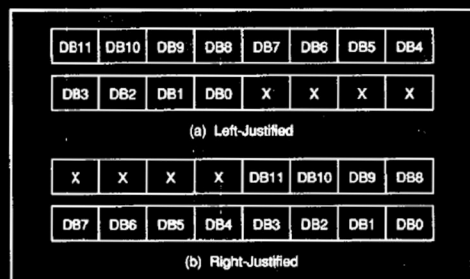 DB11 DB10 DB9 DB8 DB7 DB6 DB5 DB4
DB3 DB2 DB1 DB0 X X X X
(a) Left-Justified
X X X X DB11 DB10 DB9 DB8
DB7 DB6 DB5 DB4 DB3 DB2 DB1 DB0
(b) Right-Justified